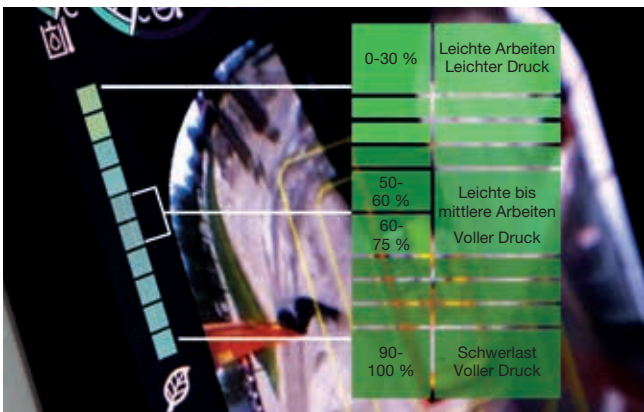 0-30 %
Leichte Arbeiten
Leichter Druck
50-
60 %
Leichte bis
mittlere Arbeiten
60-
75 %
Voller Druck
90-
100 %
Schwerlast
Voller Druck